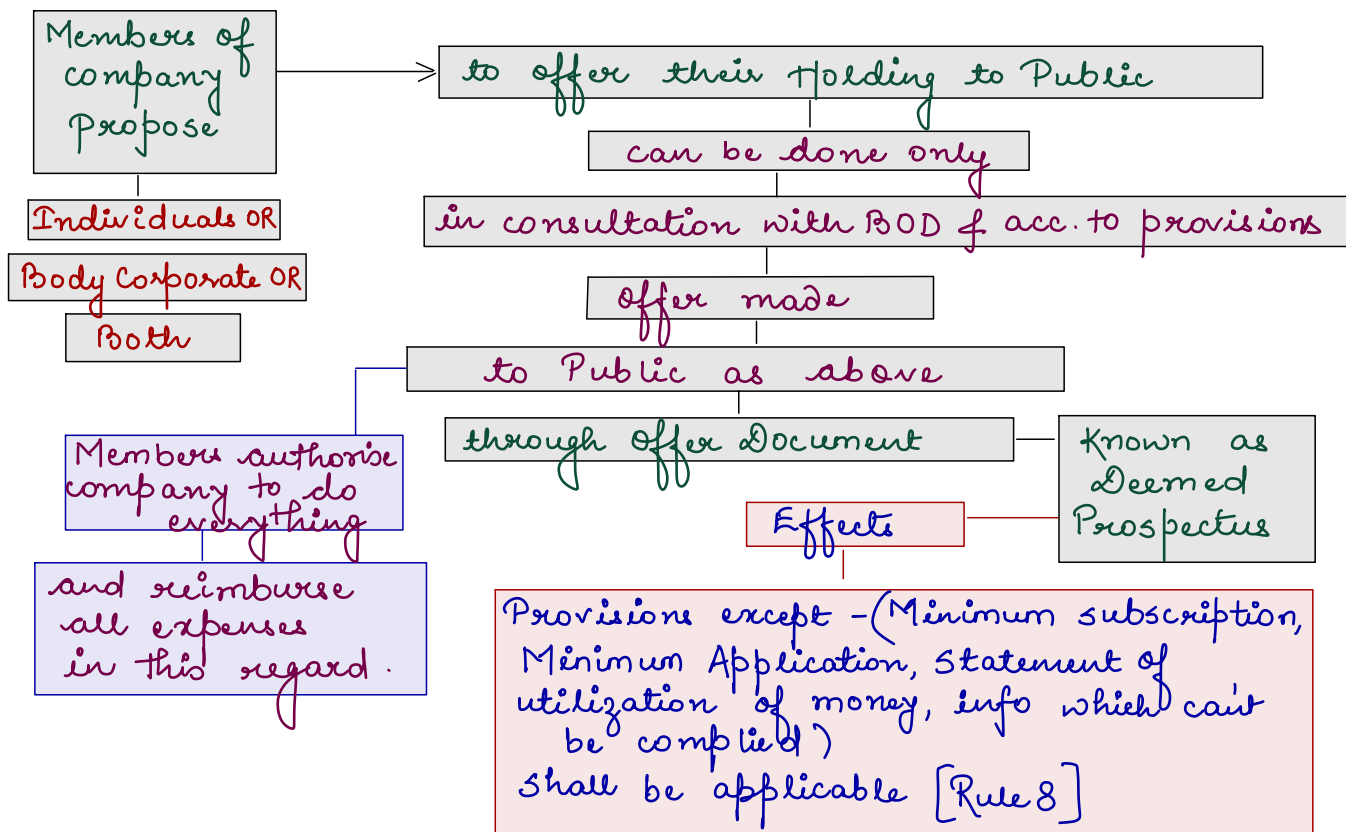 Members of
company
Propose
to offer their Holding to Public
can be done only
Individuals OR
in consultation with BOD & acc. to provisions
Body Corporate OR
offer made
Both
to Public as above
through Offer Document
Known as
Deemed
Prospectus
Members authorise
company to do
everything
Effects
and reimburse
all expenses
in this regard.
Provisions except - (Minimum subscription,
Minimum Application, Statement of
utilization of money, info which can't
be complied)
shall be applicable [Rule 8]